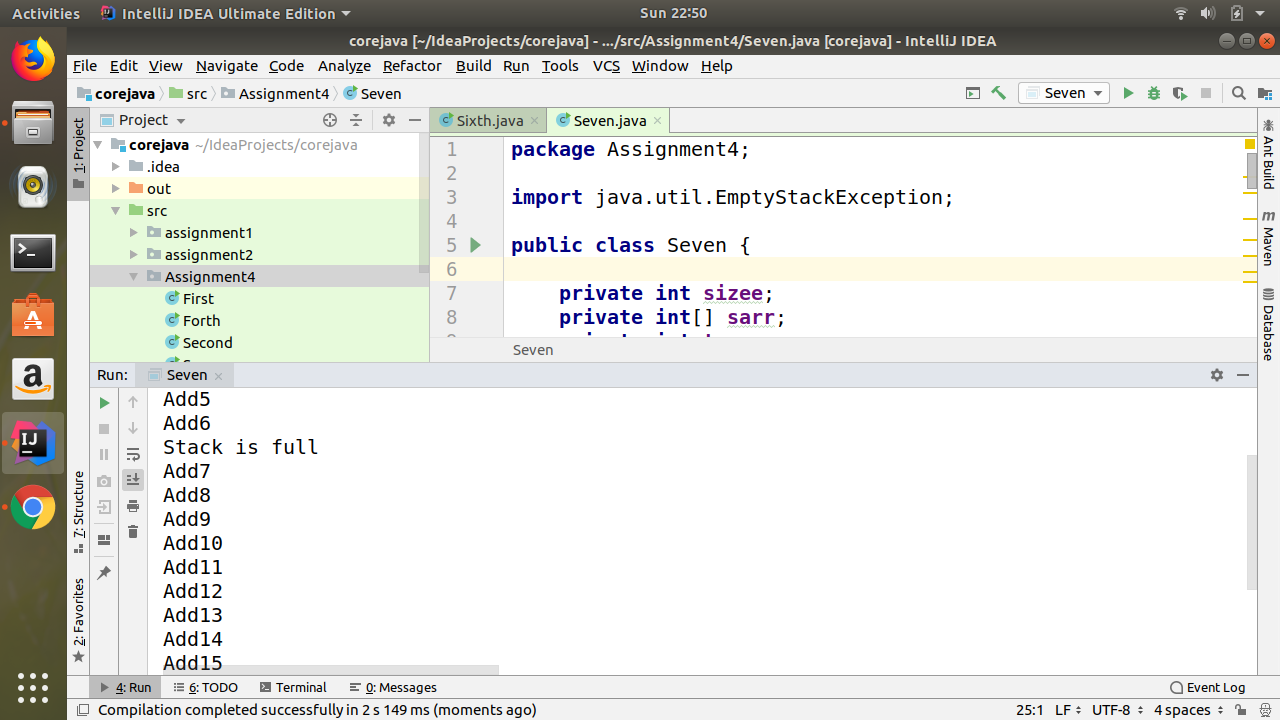 Activities IntelliJ IDEA Ultimate Edition Sun 22:50
corejava [~/IdeaProjects/corejava] - .../src/Assignment4/Seven.java [corejava] - IntelliJ IDEA
File Edit View Navigate Code Analyze Refactor Build Run Tools VCS Window Help
corejava src Assignment4 Seven Seven
Project Sixth.java Seven.java
1: Project
corejava ~/IdeaProjects/corejava
.idea
out
src
assignment1
assignment2
Assignment4
First
Forth
Second
1 package Assignment4;
2
3 import java.util.EmptyStackException;
4
5 public class Seven {
6
7 private int sizee;
8 private int[] sarr;
Seven
Ant Build
Maven
Database
Run: Seven
Add5
Add6
Stack is full
Add7
Add8
Add9
Add10
Add11
Add12
Add13
Add14
Add15
7: Structure
2: Favorites
4: Run 6: TODO Terminal 0: Messages Event Log
Compilation completed successfully in 2 s 149 ms (moments ago) 25:1 LF UTF-8 4 spaces